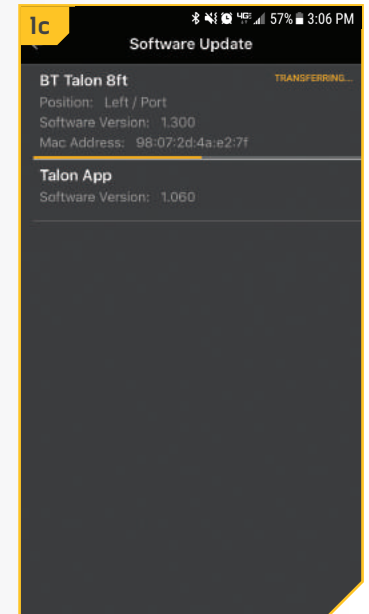 1c
4GE 57% 3:06 PM
Software Update
BT Talon 8ft TRANSFERRING...
Position: Left / Port
Software Version: 1.300
Mac Address: 98:07:2d:4a:e2:7f
Talon App
Software Version: 1.060